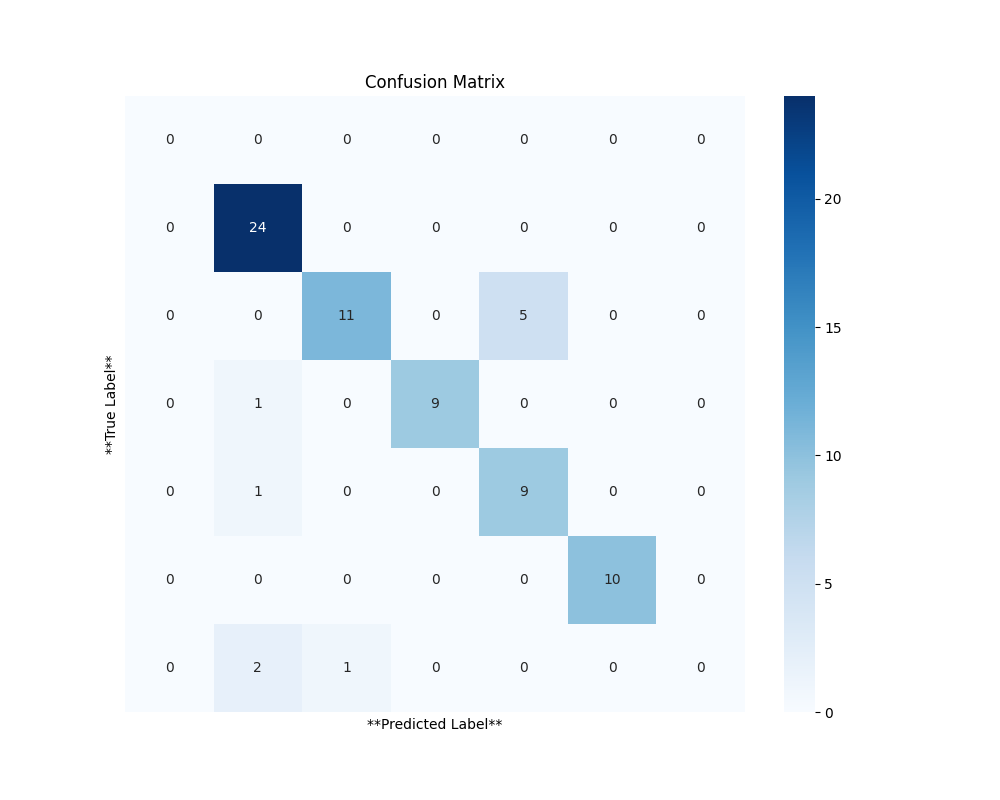 Confusion Matrix
0 0 0 0 0 0 0
0 24 0 0 0 0 0
0 0 11 0 5 0 0
0 1 0 9 0 0 0
0 1 0 0 9 0 0
0 0 0 0 0 10 0
0 2 1 0 0 0 0
**True Label**
**Predicted Label**
20
15
10
5
0